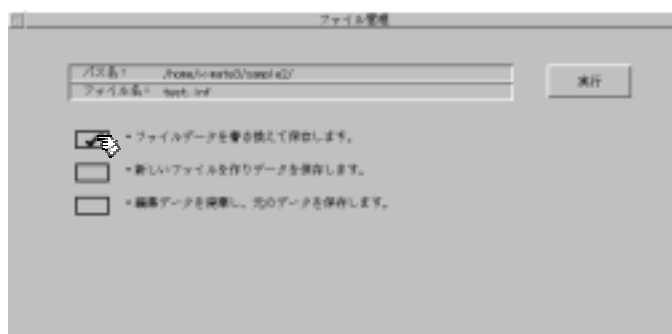 ファイル管理
パス名:
ファイル名: test.inf
実行
・ファイルデータを書き換えて保存します。
・新しいファイルを作りデータを保存します。
・編集データを廃棄し、元のデータを保存します。